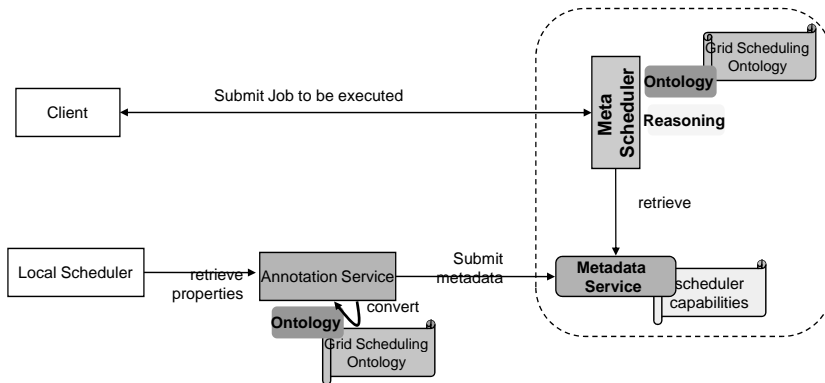 Grid Scheduling
Ontology
Ontology
Reasoning
Meta
Scheduler
Submit Job to be executed
Client
retrieve
Local Scheduler
retrieve
properties
Annotation Service
Submit
metadata
Metadata
Service
scheduler
capabilities
convert
Ontology
Grid Scheduling
Ontology